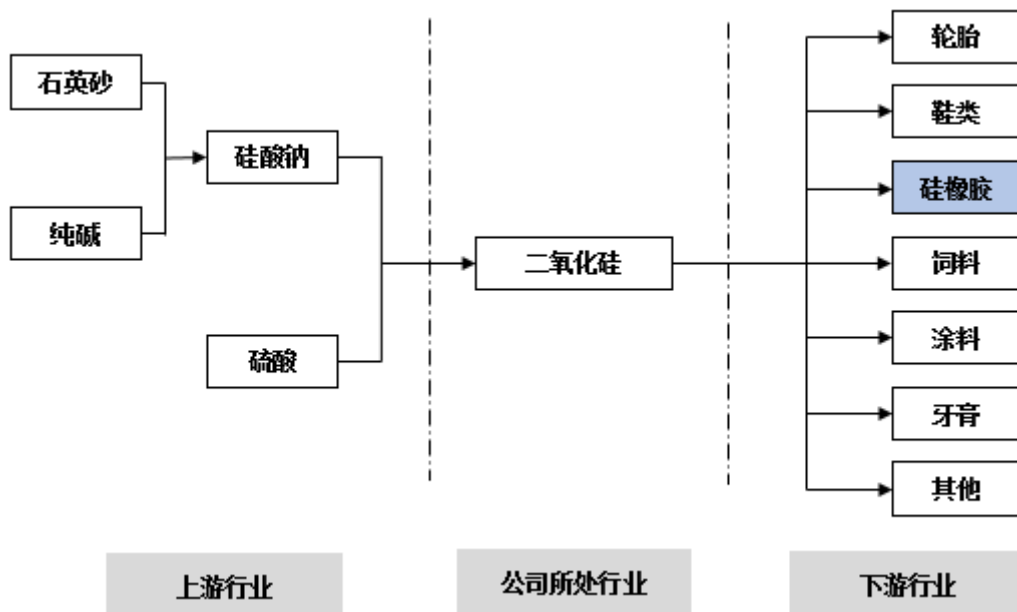 石英砂
纯碱
硅酸钠
硫酸
二氧化硅
轮胎
鞋类
硅橡胶
饲料
涂料
牙膏
其他
上游行业
公司所处行业
下游行业